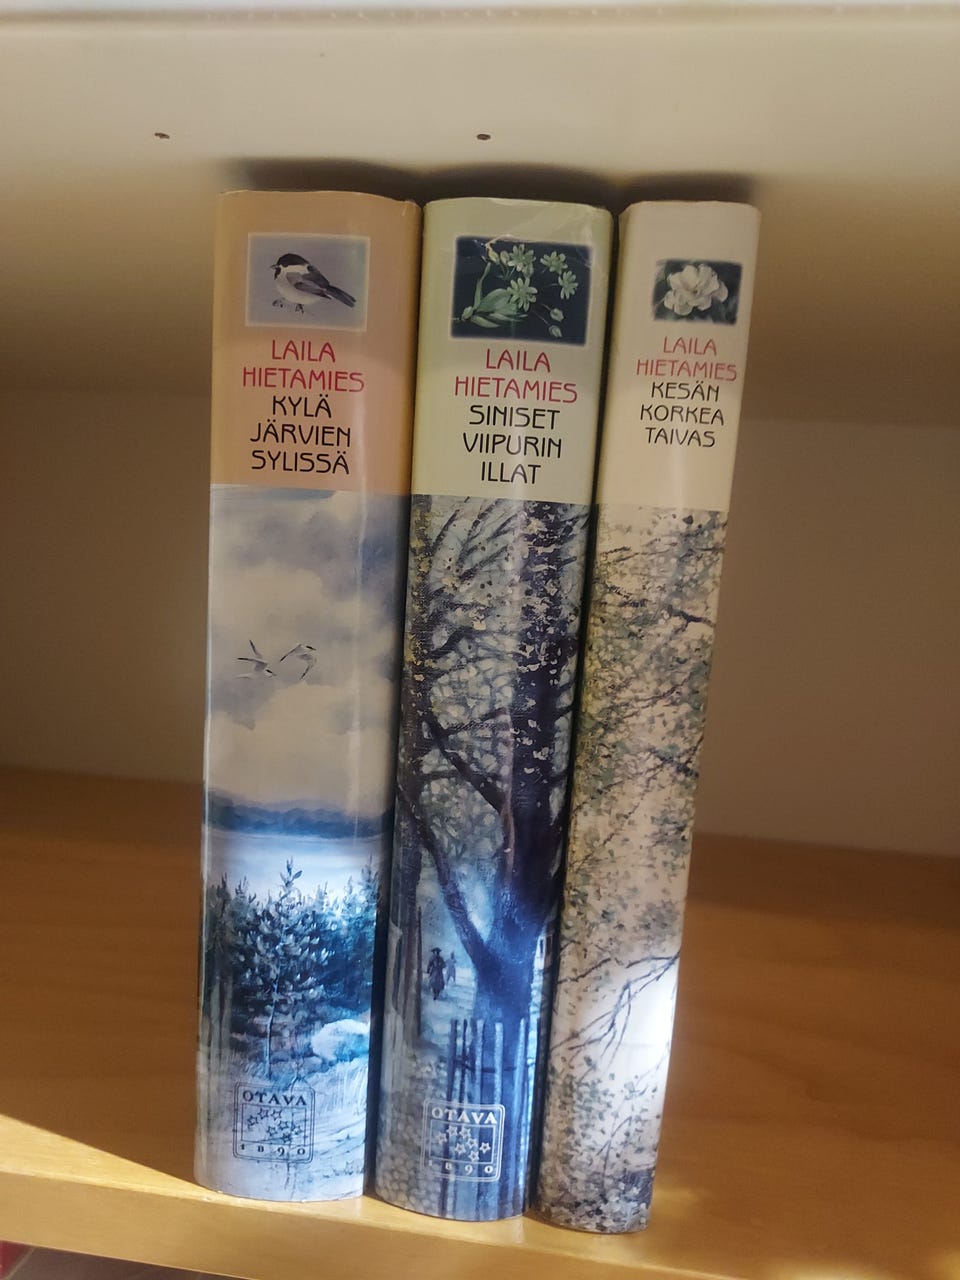 LAILA
HIETAMIES
KYLÄ
JÄRVIEN
SYLISSÄ
OTAVA
1890
LAILA
HIETAMIES
SINISET
VIIPURIN
ILLAT
OTAVA
1890
LAILA
HIETAMIES
KESÄN
KORKEA
TAIVAS